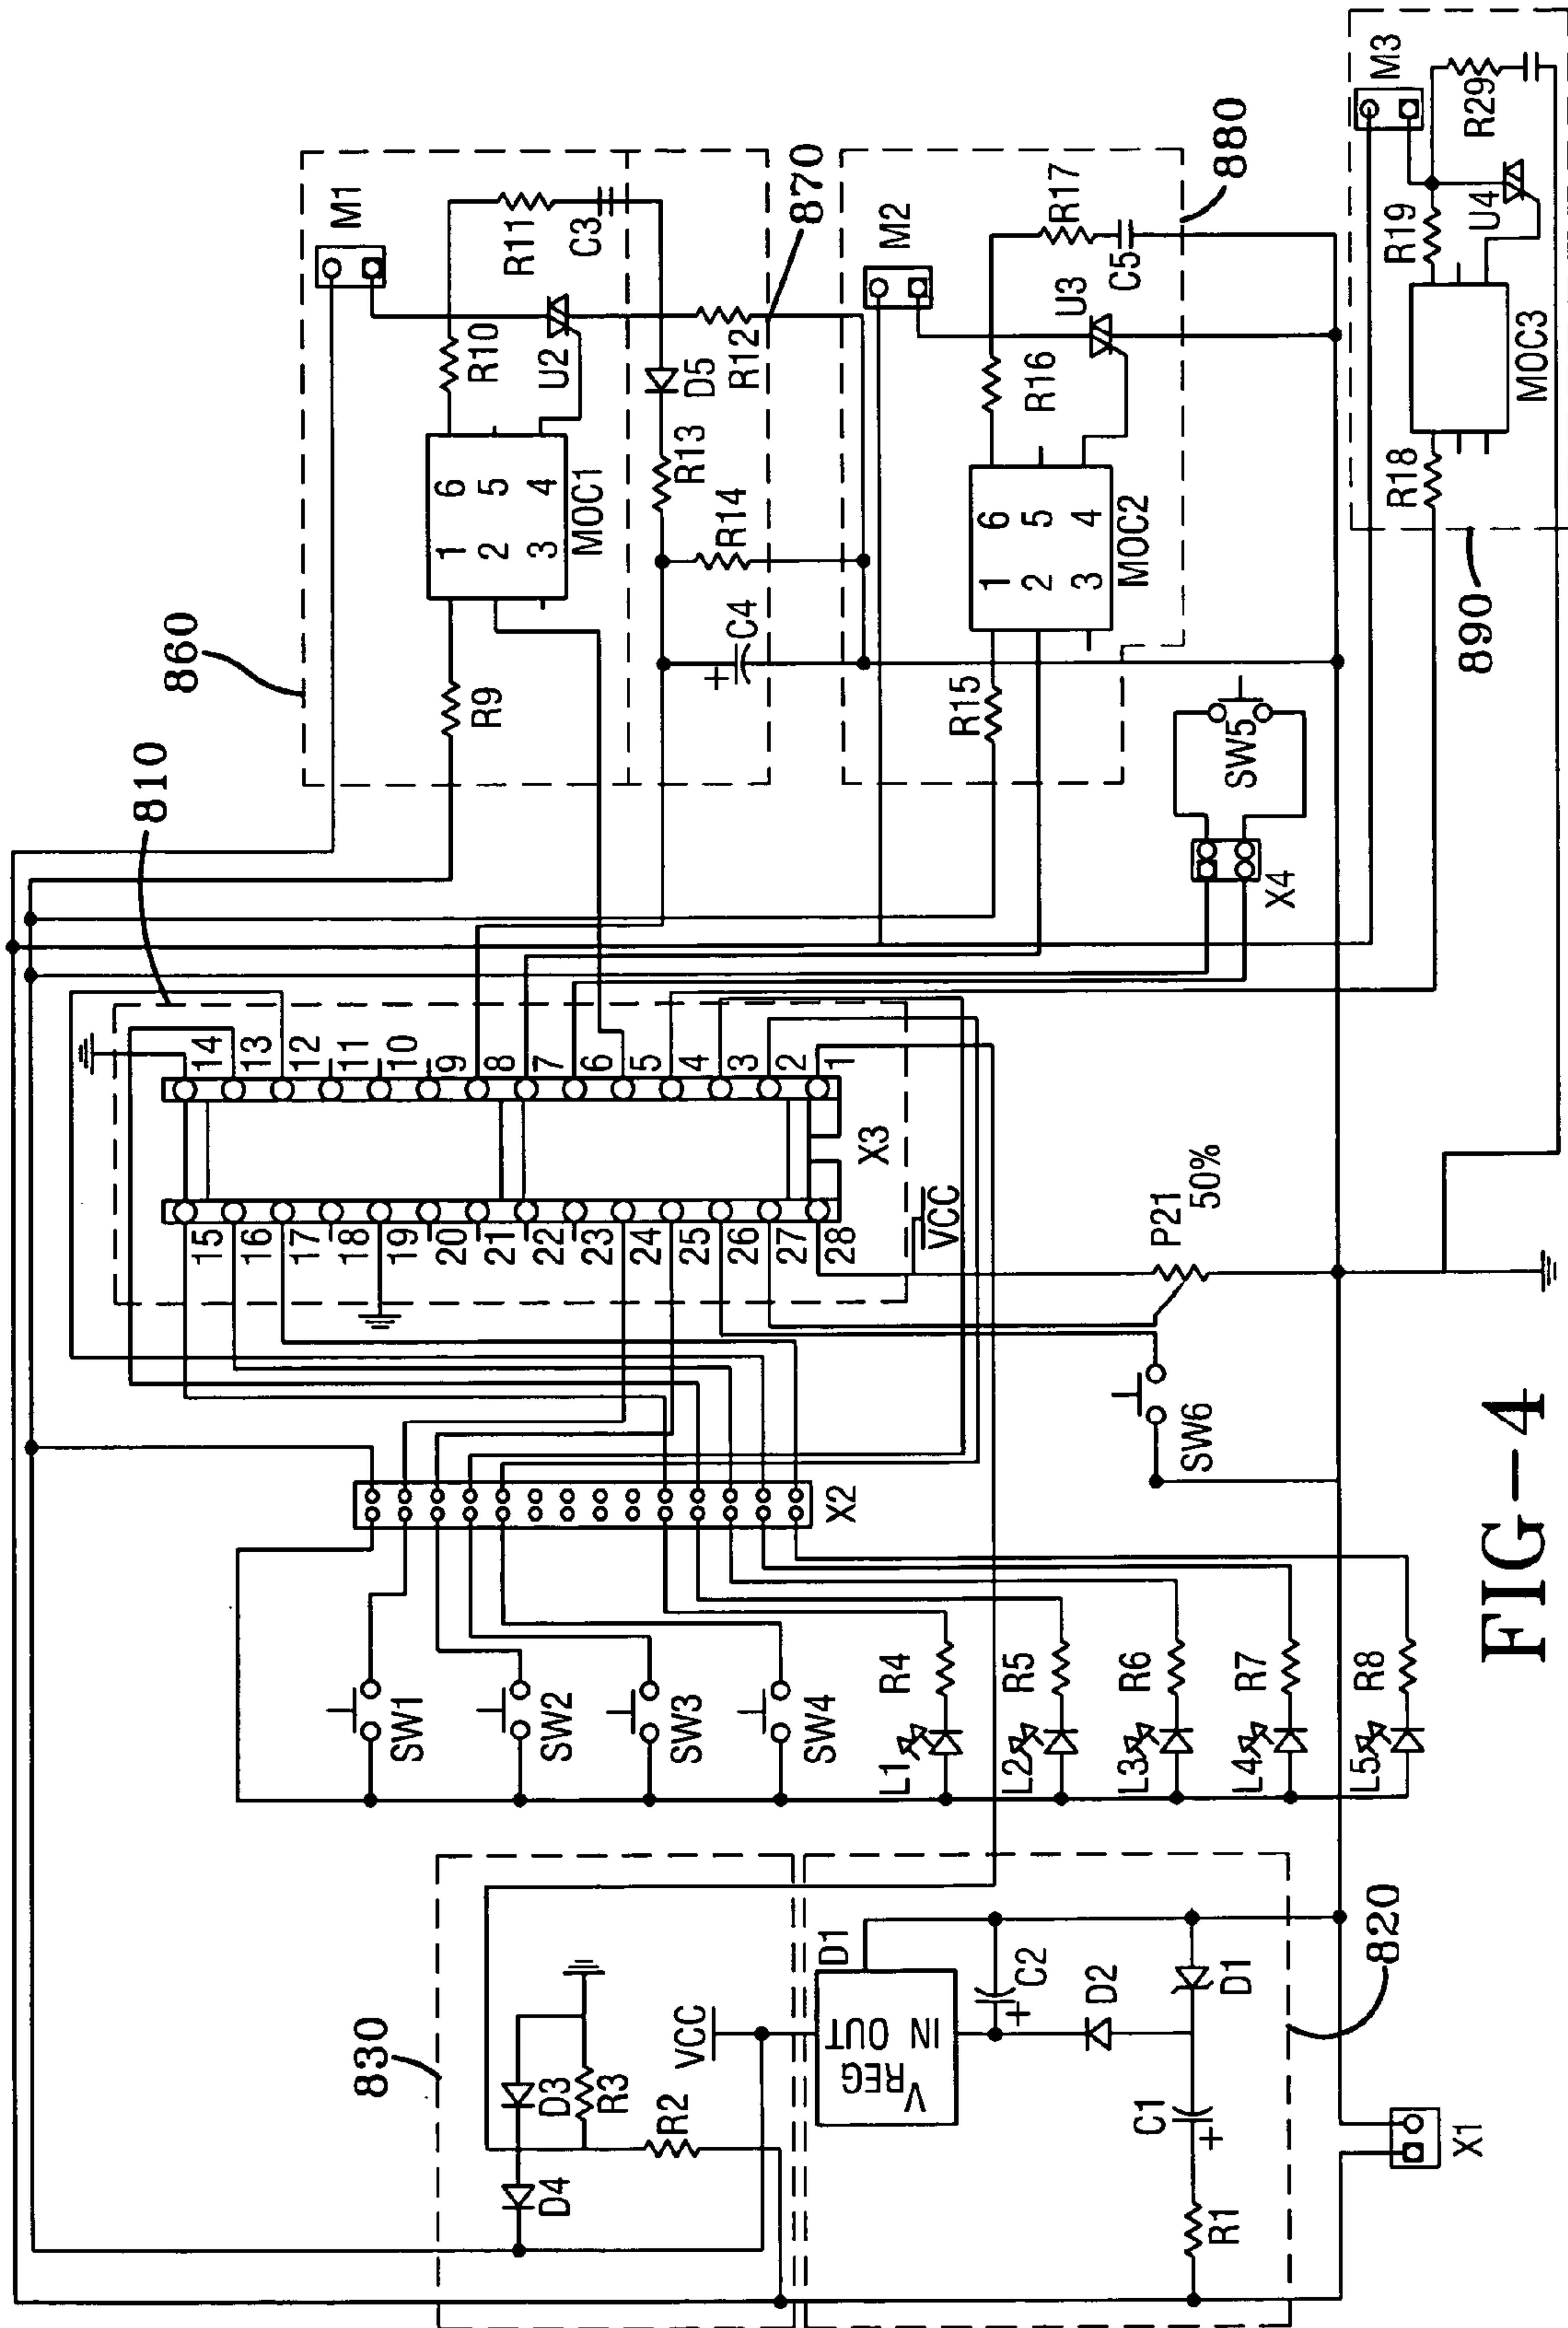 860
M1
R10
R11
C3
U2
R9
1
2
3
6
5
4
MOC1
870
D5
R12
R13
R14
+
C4
M2
880
R17
C5
U3
R16
R15
1
2
3
6
5
4
MOC2
M3
R29
R19
U4
MOC3
R18
890
SW5
X4
810
14
13
12
11
10
9
8
7
6
5
4
3
2
1
X3
15
16
17
18
19
20
21
22
23
24
25
26
27
28
VCC
P21
50%
SW6
X2
SW1
SW2
SW3
SW4
L1
R4
L2
R5
L3
R6
L4
R7
L5
R8
830
D3
R3
D4
R2
VCC
D1
IN OUT
V
REG
C2
+
D2
D1
C1
+
R1
820
X1
FIG-4